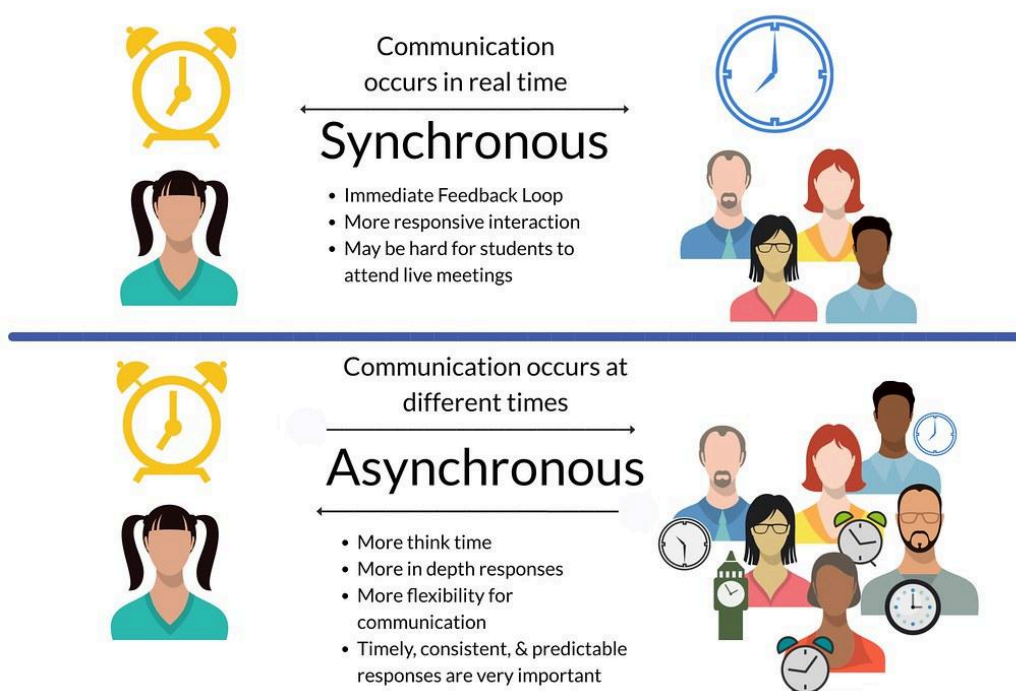 Communication
occurs in real time
Synchronous
• Immediate Feedback Loop
• More responsive interaction
• May be hard for students to
attend live meetings
Communication occurs at
different times
Asynchronous
• More think time
• More in depth responses
• More flexibility for
communication
• Timely, consistent, & predictable
responses are very important